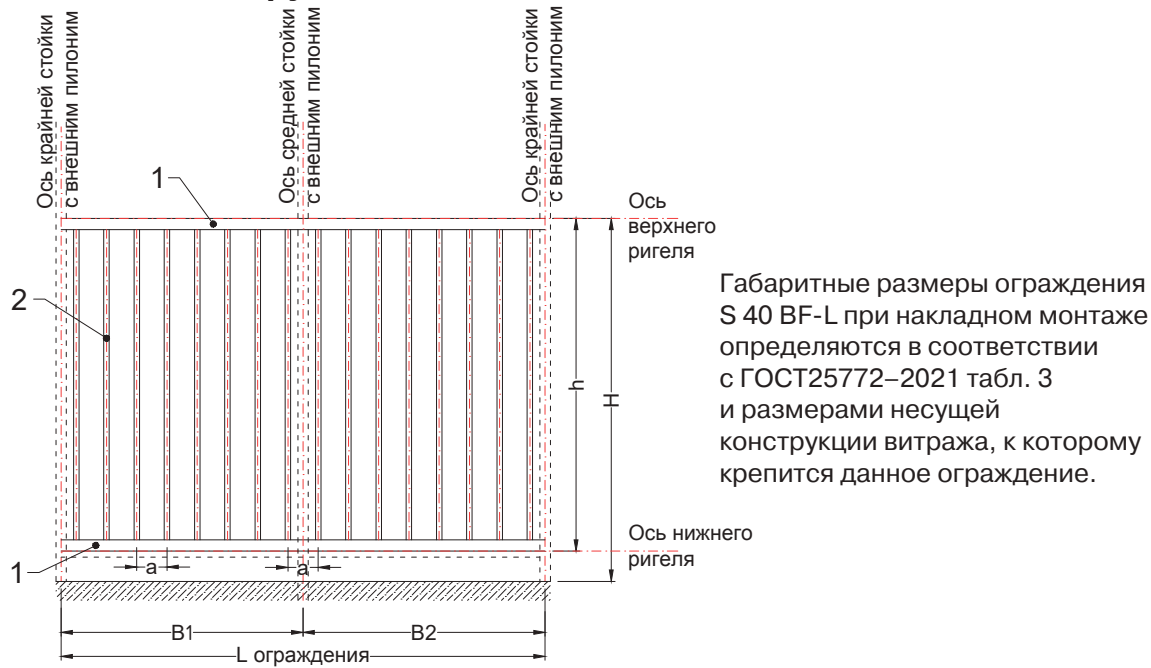 Ось крайней стойки
с внешним пилоним
Ось средней стойки
с внешним пилоним
Ось крайней стойки
с внешним пилоним
1
Ось
верхнего
ригеля
2
Габаритные размеры ограждения
S 40 BF-L при накладном монтаже
определяются в соответствии
с ГОСТ25772–2021 табл. 3
и размерами несущей
конструкции витража, к которому
крепится данное ограждение.
h
H
Ось нижнего
ригеля
1
a
a
B1
B2
L ограждения